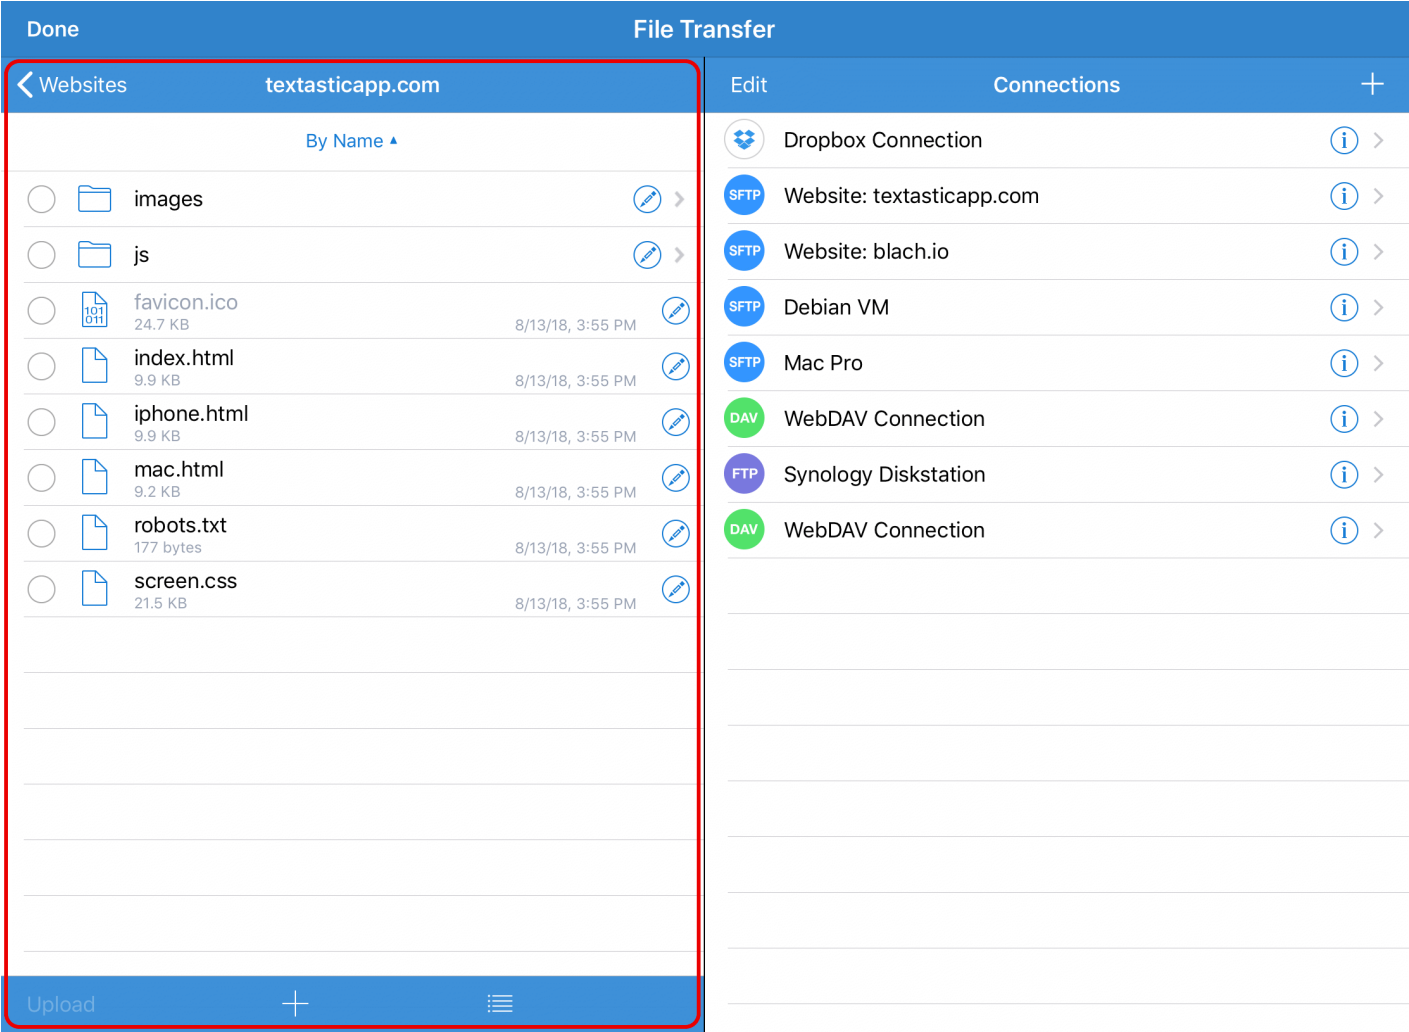 Done
File Transfer
Websites
textasticapp.com
By Name ▲
images
js
101
011
favicon.ico
24.7 KB
8/13/18, 3:55 PM
index.html
9.9 KB
8/13/18, 3:55 PM
iphone.html
9.9 KB
8/13/18, 3:55 PM
mac.html
9.2 KB
8/13/18, 3:55 PM
robots.txt
177 bytes
8/13/18, 3:55 PM
screen.css
21.5 KB
8/13/18, 3:55 PM
Upload
Edit
Connections
Dropbox Connection
SFTP Website: textasticapp.com
SFTP Website: blach.io
SFTP Debian VM
SFTP Mac Pro
DAV WebDAV Connection
FTP Synology Diskstation
DAV WebDAV Connection